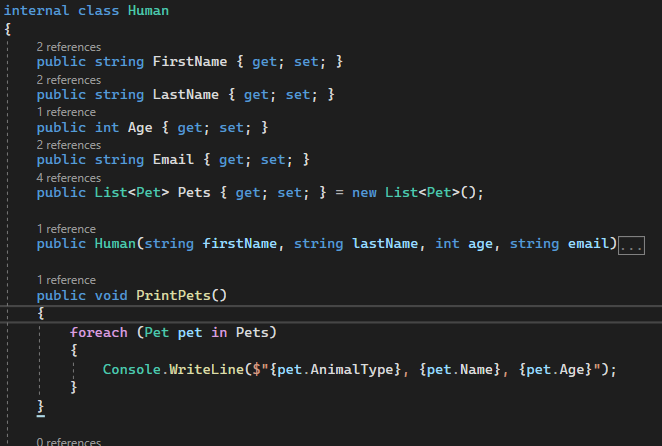 internal class Human
{
2 references
public string FirstName { get; set; }
2 references
public string LastName { get; set; }
1 reference
public int Age { get; set; }
2 references
public string Email { get; set; }
4 references
public List<Pet> Pets { get; set; } = new List<Pet>();
1 reference
public Human(string firstName, string lastName, int age, string email)...
1 reference
public void PrintPets()
{
foreach (Pet pet in Pets)
{
Console.WriteLine($"{pet.AnimalType}, {pet.Name}, {pet.Age}");
}
}
0 references